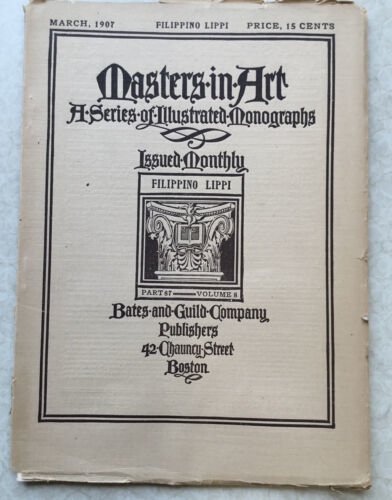 MARCH, 1907 FILIPPINO LIPPI PRICE, 15 CENTS
Masters·in·Art
A·Series·of·Illustrated·Monographs
Issued·Monthly
FILIPPINO LIPPI
PART 87 VOLUME 8
Bates·and·Guild·Company
Publishers
42·Chauncy·Street
Boston.